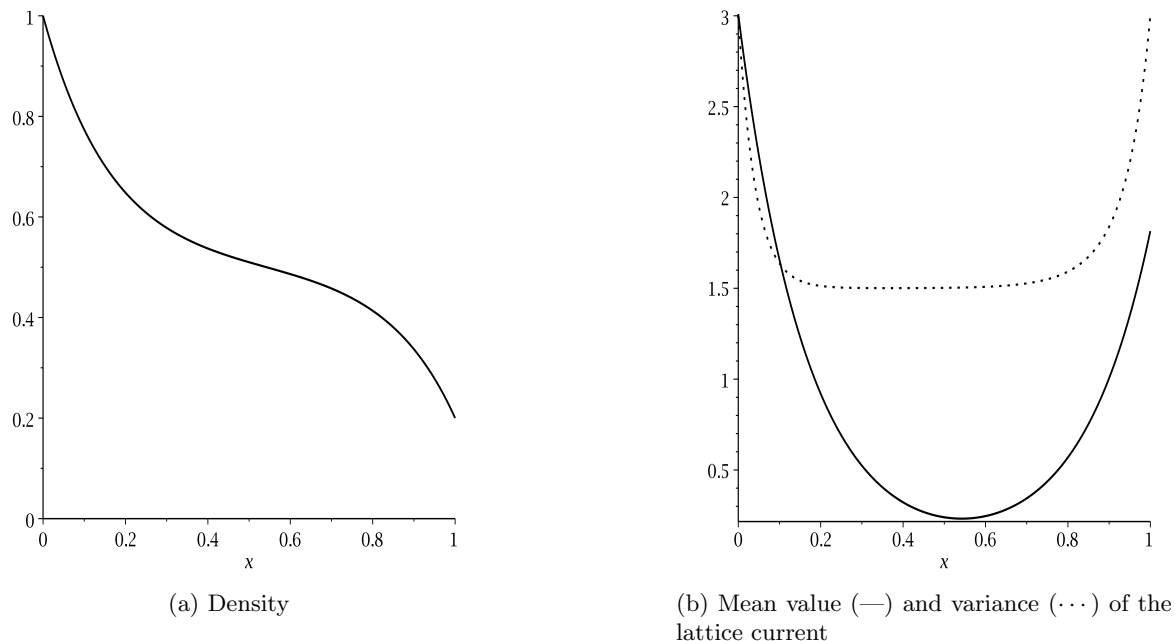 1
0.8
0.6
0.4
0.2
0
0 0.2 0.4 0.6 0.8 1
x
(a) Density
3
2.5
2
1.5
1
0.5
0 0.2 0.4 0.6 0.8 1
x
(b) Mean value (—) and variance (· · ·) of the
lattice current